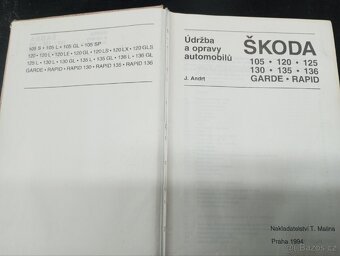 105 S • 105 L • 105 GL • 105 SP
120 • 120 L • 120 LE • 120 GL • 120 LS • 120 LX • 120 GLS
125 L • 130 L • 130 GL • 135 L • 135 GL • 136 L • 136 GL
GARDE • RAPID • RAPID 130 • RAPID 135 • RAPID 136
Údržba
a opravy
automobilů
ŠKODA
105 • 120 • 125
130 • 135 • 136
GARDE • RAPID
J. Andrt
Nakladatelství T. Malina
Praha 1994
Bazoš.cz